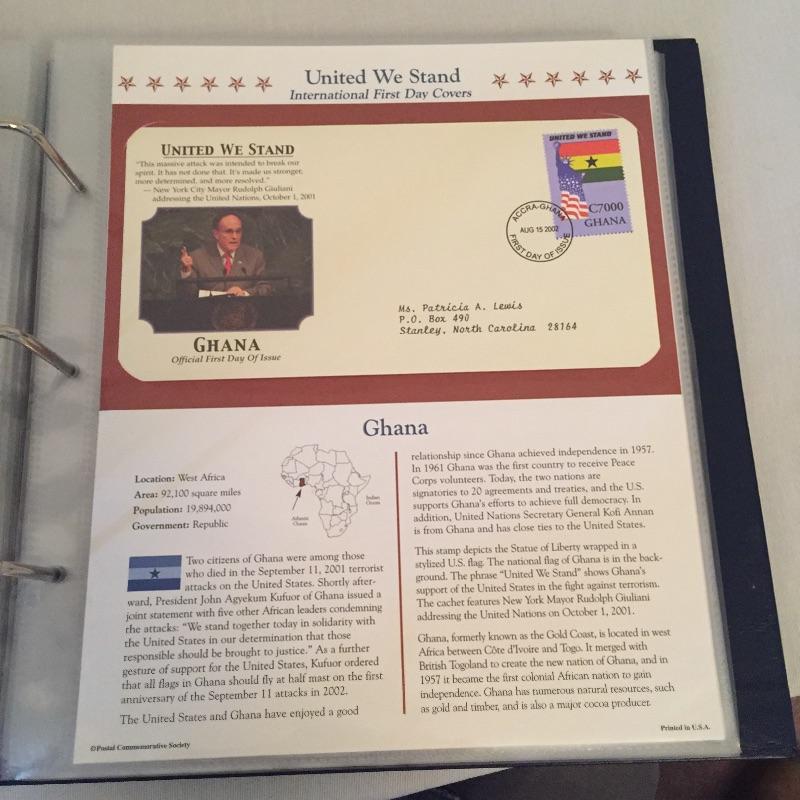 United We Stand
International First Day Covers
UNITED WE STAND
"This massive attack was intended to break our
spirit. It has not done that. It's made us stronger,
more determined, and more resolved."
— New York City Mayor Rudolph Giuliani
addressing the United Nations, October 1, 2001
GHANA
Official First Day Of Issue
UNITED WE STAND
C7000
GHANA
ACCRA-GHANA
AUG 15 2002
FIRST DAY OF ISSUE
Ms. Patricia A. Lewis
P.O. Box 490
Stanley, North Carolina 28164
Ghana
Location: West Africa
Area: 92,100 square miles
Population: 19,894,000
Government: Republic
Atlantic
Ocean
Indian
Ocean
Two citizens of Ghana were among those
who died in the September 11, 2001 terrorist
attacks on the United States. Shortly after-
ward, President John Agyekum Kufuor of Ghana issued a
joint statement with five other African leaders condemning
the attacks: "We stand together today in solidarity with
the United States in our determination that those
responsible should be brought to justice." As a further
gesture of support for the United States, Kufuor ordered
that all flags in Ghana should fly at half mast on the first
anniversary of the September 11 attacks in 2002.
The United States and Ghana have enjoyed a good
relationship since Ghana achieved independence in 1957.
In 1961 Ghana was the first country to receive Peace
Corps volunteers. Today, the two nations are
signatories to 20 agreements and treaties, and the U.S.
supports Ghana's efforts to achieve full democracy. In
addition, United Nations Secretary General Kofi Annan
is from Ghana and has close ties to the United States.
This stamp depicts the Statue of Liberty wrapped in a
stylized U.S. flag. The national flag of Ghana is in the back-
ground. The phrase "United We Stand" shows Ghana's
support of the United States in the fight against terrorism.
The cachet features New York Mayor Rudolph Giuliani
addressing the United Nations on October 1, 2001.
Ghana, formerly known as the Gold Coast, is located in west
Africa between Côte d'Ivoire and Togo. It merged with
British Togoland to create the new nation of Ghana, and in
1957 it became the first colonial African nation to gain
independence. Ghana has numerous natural resources, such
as gold and timber, and is also a major cocoa producer.
©Postal Commemorative Society
Printed in U.S.A.